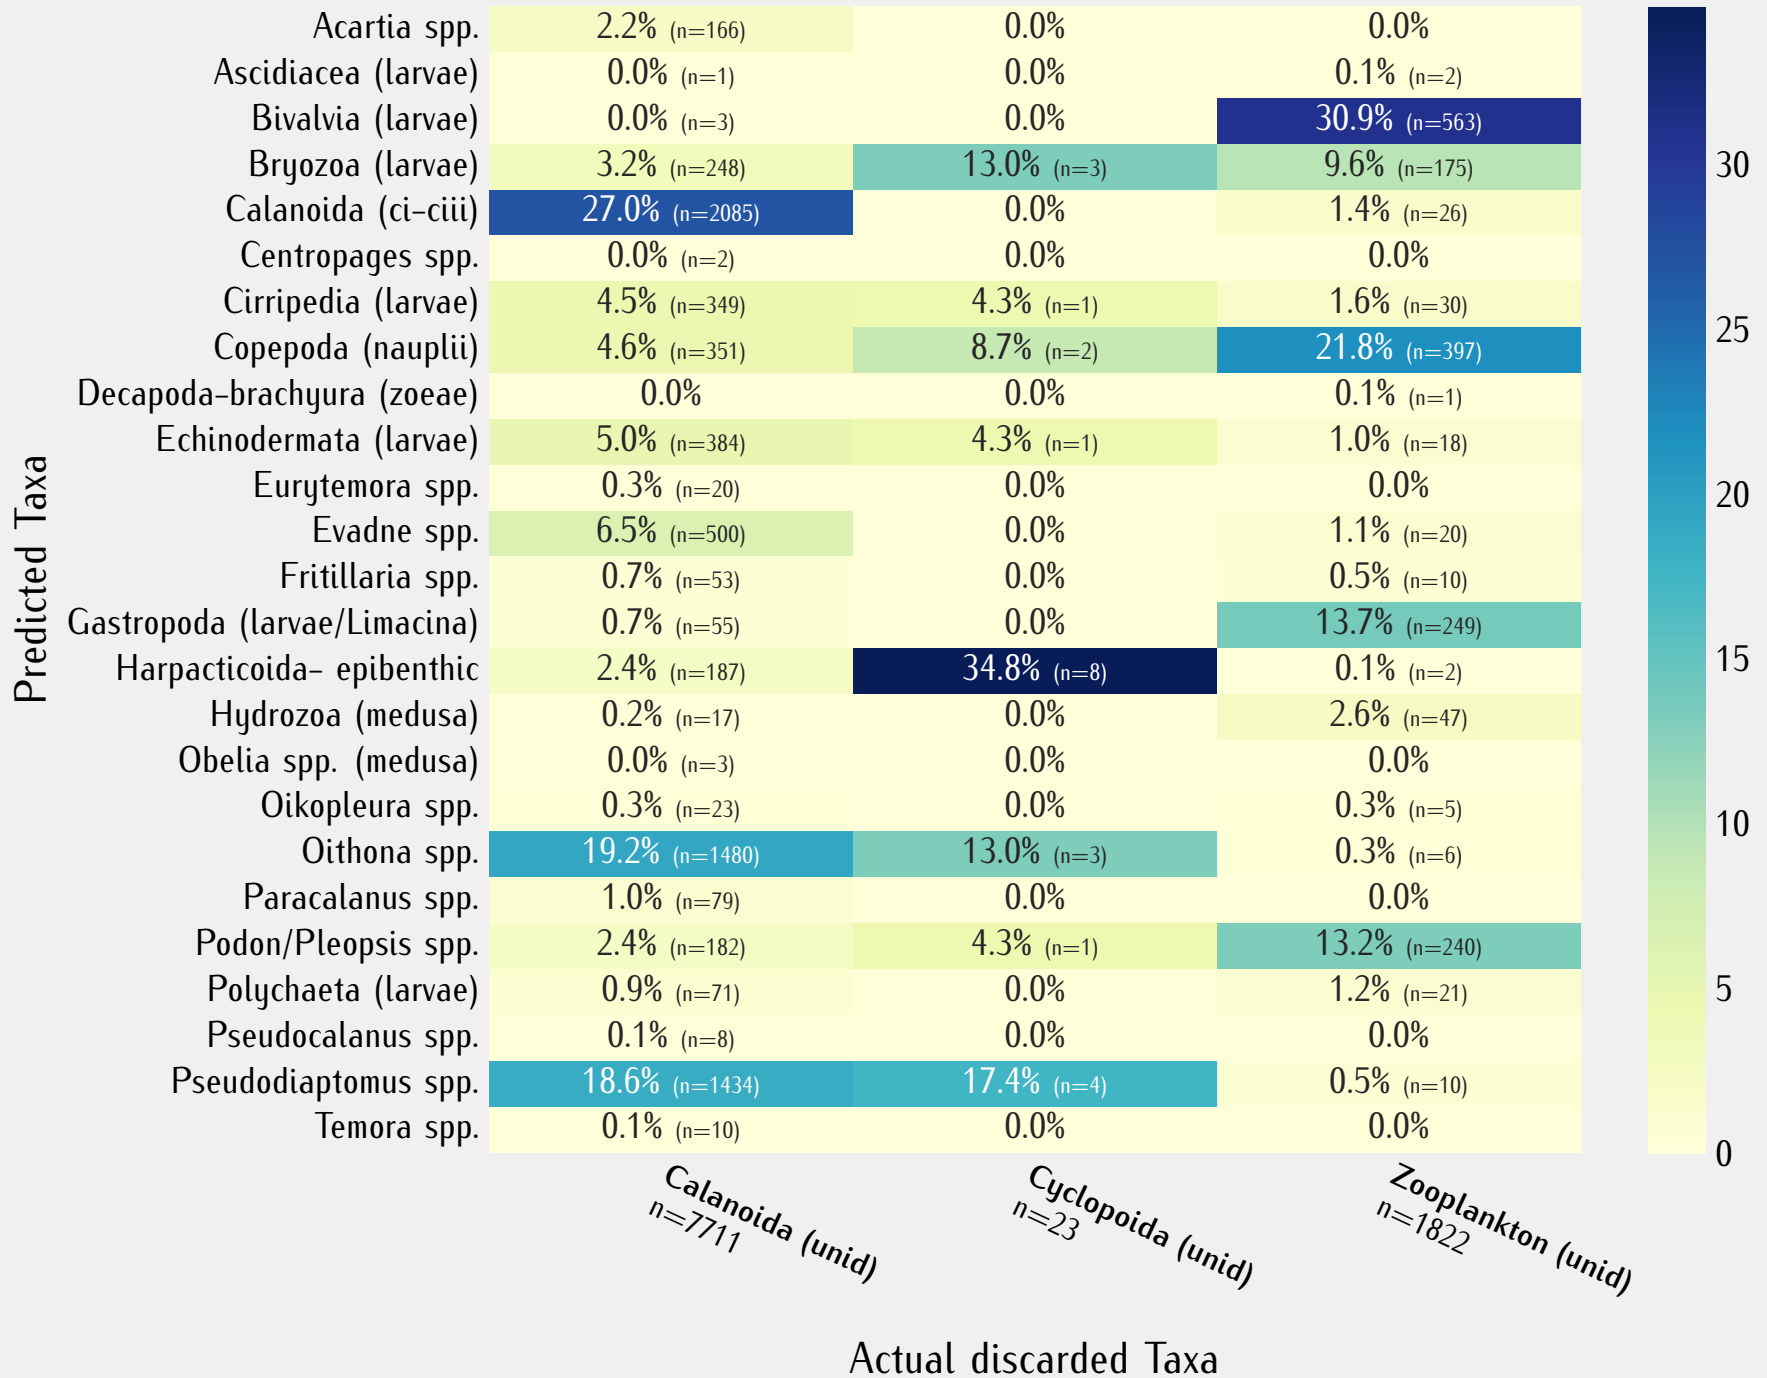 Acartia spp. 2.2% (n=166) 0.0% 0.0%
Ascidiacea (larvae) 0.0% (n=1) 0.0% 0.1% (n=2)
Bivalvia (larvae) 0.0% (n=3) 0.0% 30.9% (n=563)
Bryozoa (larvae) 3.2% (n=248) 13.0% (n=3) 9.6% (n=175)
Calanoida (ci-ciii) 27.0% (n=2085) 0.0% 1.4% (n=26)
Centropages spp. 0.0% (n=2) 0.0% 0.0%
Cirripedia (larvae) 4.5% (n=349) 4.3% (n=1) 1.6% (n=30)
Copepoda (nauplii) 4.6% (n=351) 8.7% (n=2) 21.8% (n=397)
Decapoda-brachyura (zoeae) 0.0% 0.0% 0.1% (n=1)
Echinodermata (larvae) 5.0% (n=384) 4.3% (n=1) 1.0% (n=18)
Eurytemora spp. 0.3% (n=20) 0.0% 0.0%
Evadne spp. 6.5% (n=500) 0.0% 1.1% (n=20)
Fritillaria spp. 0.7% (n=53) 0.0% 0.5% (n=10)
Gastropoda (larvae/Limacina) 0.7% (n=55) 0.0% 13.7% (n=249)
Harpacticoida- epibenthic 2.4% (n=187) 34.8% (n=8) 0.1% (n=2)
Hydrozoa (medusa) 0.2% (n=17) 0.0% 2.6% (n=47)
Obelia spp. (medusa) 0.0% (n=3) 0.0% 0.0%
Oikopleura spp. 0.3% (n=23) 0.0% 0.3% (n=5)
Oithona spp. 19.2% (n=1480) 13.0% (n=3) 0.3% (n=6)
Paracalanus spp. 1.0% (n=79) 0.0% 0.0%
Podon/Pleopsis spp. 2.4% (n=182) 4.3% (n=1) 13.2% (n=240)
Polychaeta (larvae) 0.9% (n=71) 0.0% 1.2% (n=21)
Pseudocalanus spp. 0.1% (n=8) 0.0% 0.0%
Pseudodiaptomus spp. 18.6% (n=1434) 17.4% (n=4) 0.5% (n=10)
Temora spp. 0.1% (n=10) 0.0% 0.0%
Predicted Taxa
30
25
20
15
10
5
0
Calanoida (unid)
n=7711
Cyclopoida (unid)
n=23
Zooplankton (unid)
n=1822
Actual discarded Taxa